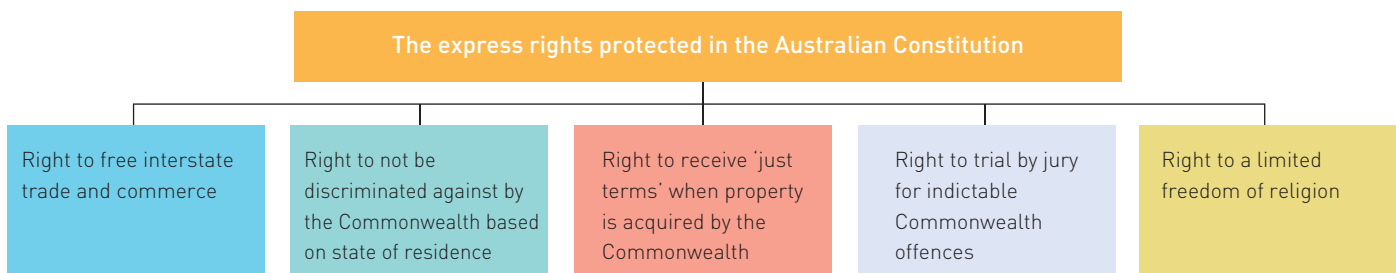 The express rights protected in the Australian Constitution
Right to free interstate
trade and commerce
Right to not be
discriminated against by
the Commonwealth based
on state of residence
Right to receive ‘just
terms’ when property
is acquired by the
Commonwealth
Right to trial by jury
for indictable
Commonwealth
offences
Right to a limited
freedom of religion